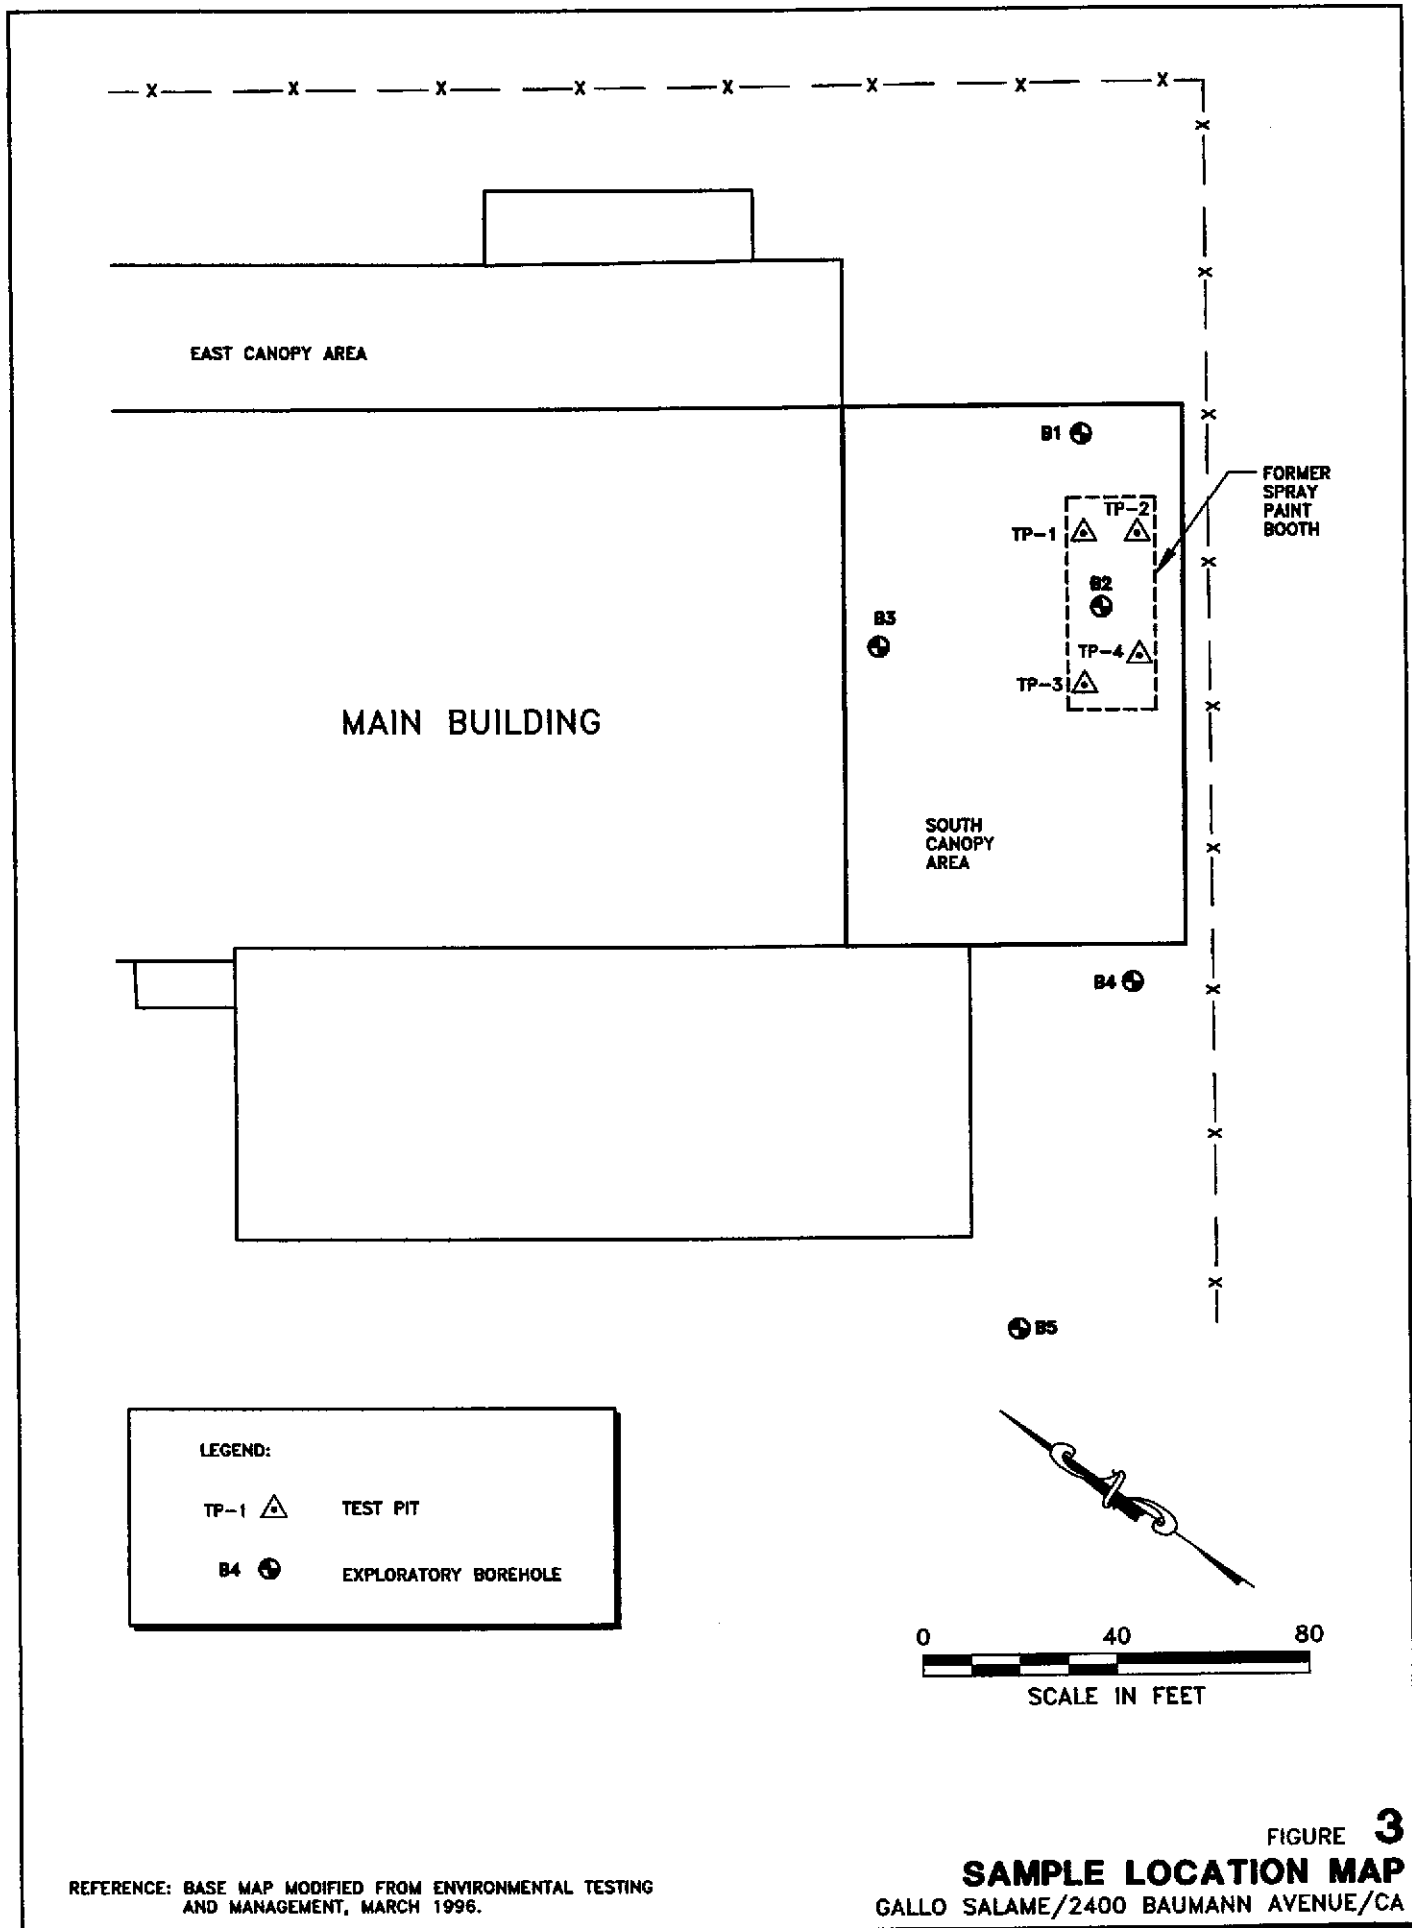 X X X X X X X X
X
EAST CANOPY AREA
X
X
B1
FORMER
SPRAY
PAINT
BOOTH
TP-2
TP-1
X
B2
B3
TP-4
TP-3
X
MAIN BUILDING
SOUTH
CANOPY
AREA
X
B4
X
X
X
B5
LEGEND:
TP-1 TEST PIT
B4 EXPLORATORY BOREHOLE
0 40 80
SCALE IN FEET
FIGURE 3
SAMPLE LOCATION MAP
GALLO SALAME/2400 BAUMANN AVENUE/CA
REFERENCE: BASE MAP MODIFIED FROM ENVIRONMENTAL TESTING
AND MANAGEMENT, MARCH 1996.